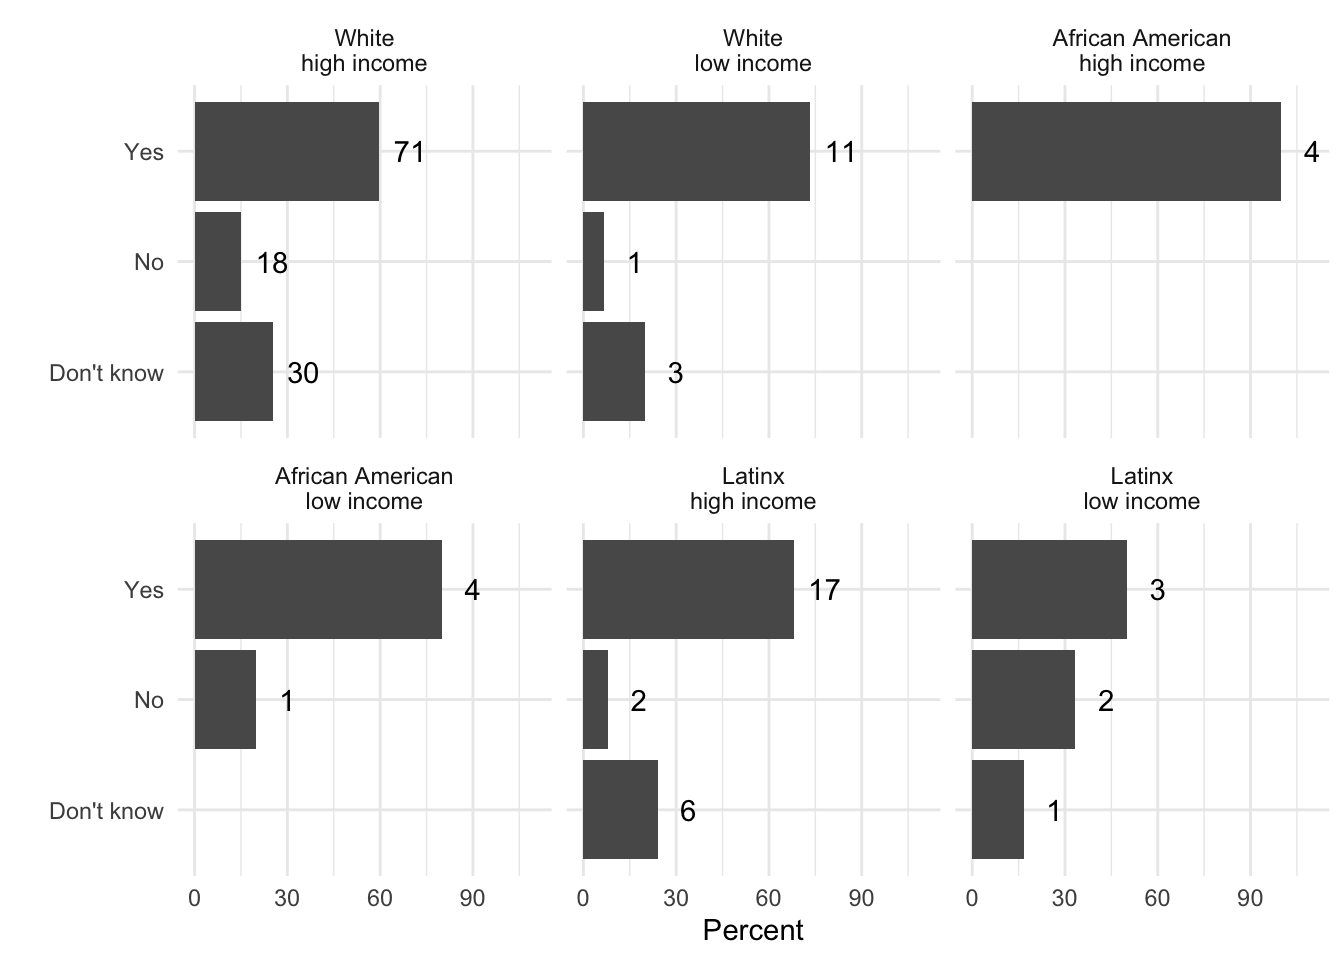 White
high income
White
low income
African American
high income
Yes
71
11
4
No
18
1
Don't know
30
3
African American
low income
Latinx
high income
Latinx
low income
Yes
4
17
3
No
1
2
2
Don't know
6
1
0
30
60
90
0
30
60
90
0
30
60
90
Percent